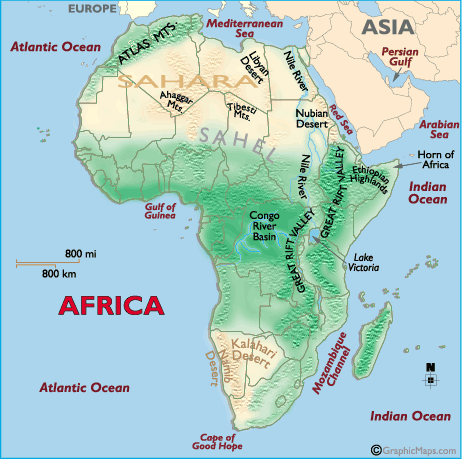 EUROPE
Mediterranean
Sea
ASIA
Atlantic Ocean
ATLAS MTS.
Libyan
Desert
Nile River
Persian
Gulf
SAHARA
Ahaggar
Mts.
Tibesti
Mts.
Nubian
Desert
Red Sea
Arabian
Sea
SAHEL
Nile River
GREAT RIFT VALLEY
Ethiopian
Highlands
Horn of
Africa
Indian
Ocean
Gulf of
Guinea
Congo
River
Basin
GREAT RIFT VALLEY
Lake
Victoria
800 mi
800 km
AFRICA
Kalahari
Desert
Namib
Desert
Mozambique
Channel
N
Atlantic Ocean
Indian Ocean
Cape of
Good Hope
©GraphicMaps.com